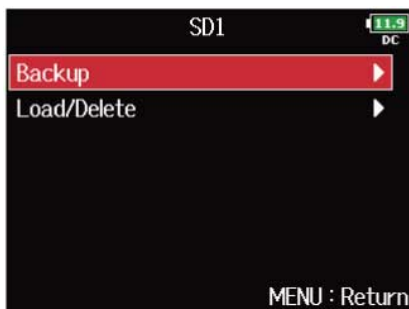 SD1
11.9
DC
Backup
Load/Delete
MENU : Return